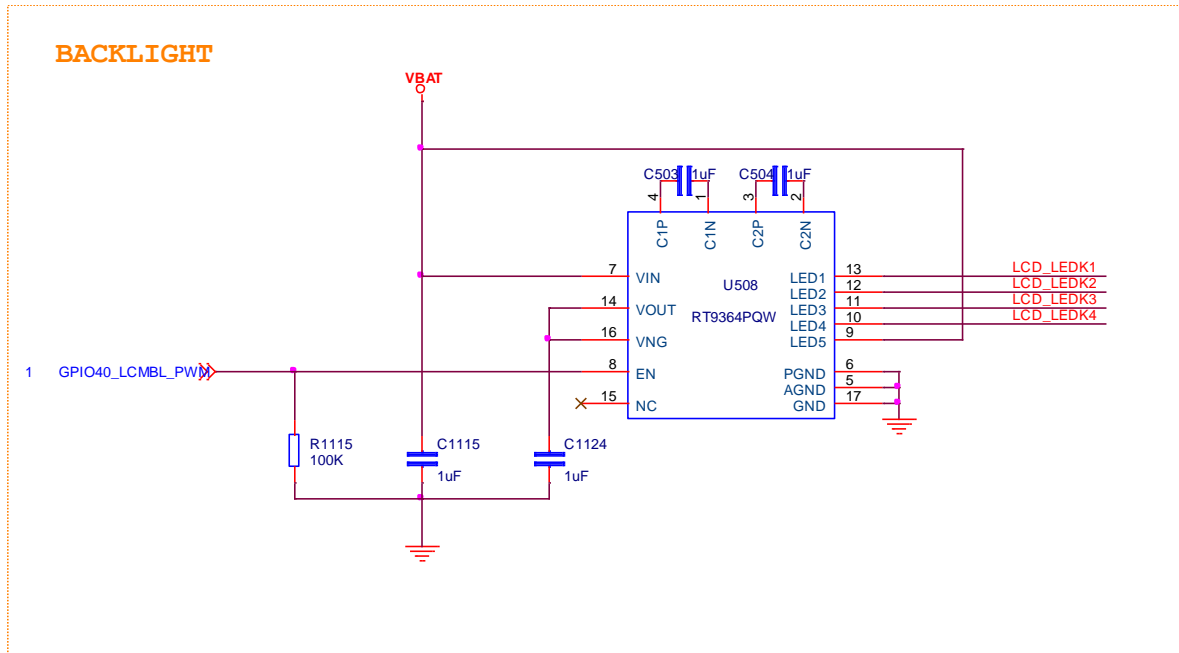 BACKLIGHT
VBAT
C503 1uF C504 1uF
4 1 3 2
C1P C1N C2P C2N
7 VIN LED1 13 LCD_LEDK1
U508
LED2 12 LCD_LEDK2
14 VOUT LED3 11 LCD_LEDK3
RT9364PQW
LED4 10 LCD_LEDK4
16 VNG LED5 9
1 GPIO40_LCMBL_PWM 8 EN PGND 6
AGND 5
15 NC GND 17
R1115 C1115 C1124
100K 1uF 1uF